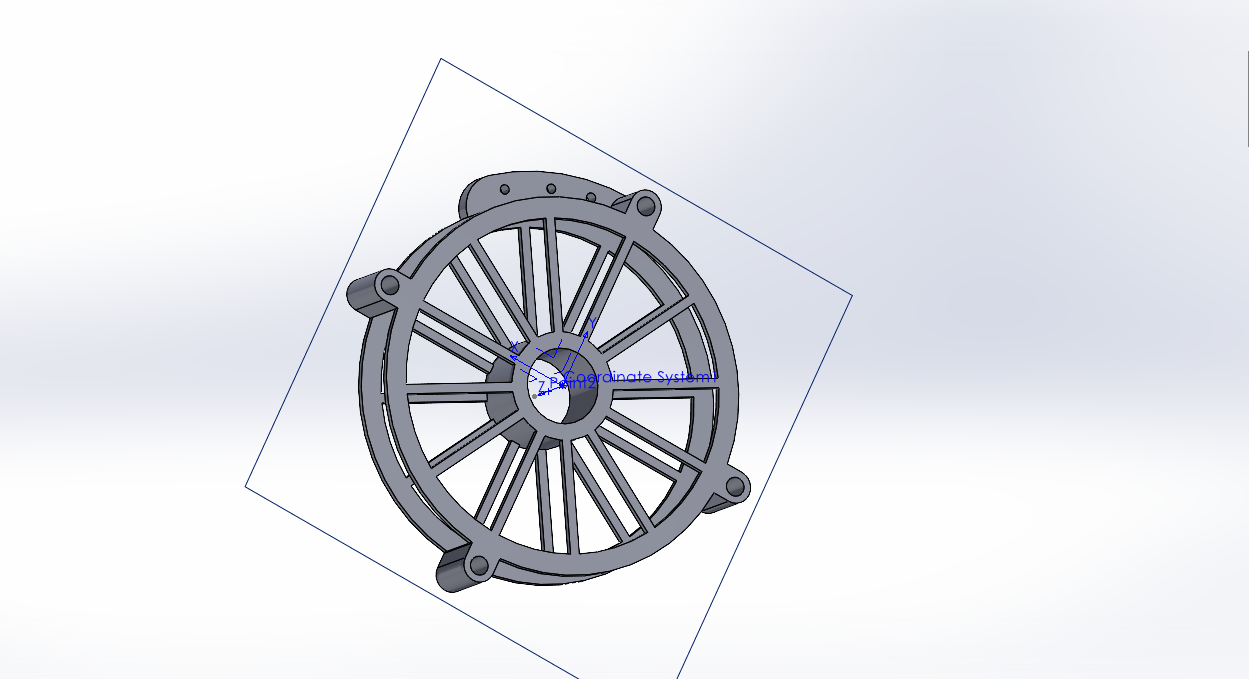 Y
X
Coordinate System1
Z Point2